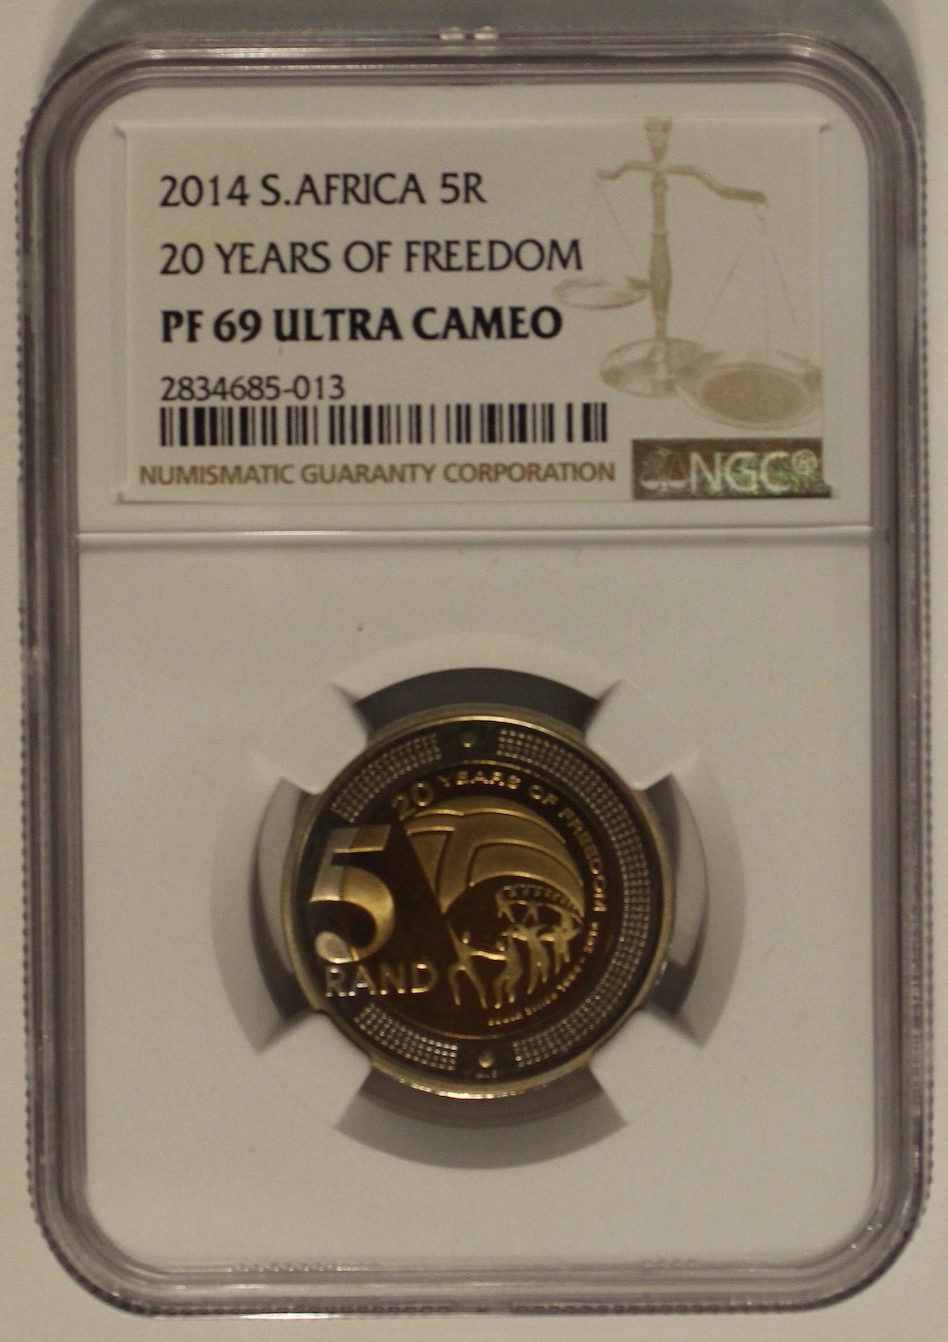 2014 S.AFRICA 5R
20 YEARS OF FREEDOM
PF 69 ULTRA CAMEO
2834685-013
NUMISMATIC GUARANTY CORPORATION
NGC®
20 YEARS OF FREEDOM
5
RAND